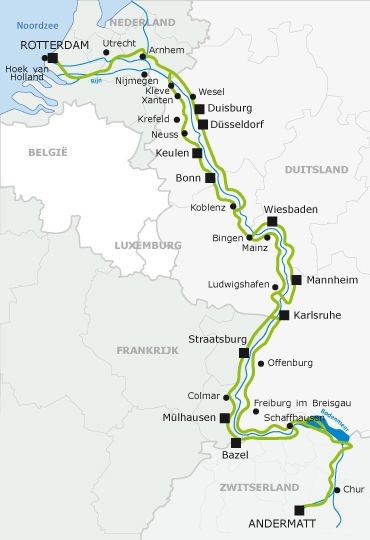 NEDERLAND
Noordzee
ROTTERDAM
Utrecht
Arnhem
Hoek van
Holland
Rijn
Nijmegen
Kleve
Xanten
Wesel
Duisburg
Krefeld
Düsseldorf
Neuss
BELGIË
Keulen
DUITSLAND
Bonn
Koblenz
Wiesbaden
LUXEMBURG
Bingen
Mainz
Ludwigshafen
Mannheim
Karlsruhe
Straatsburg
FRANKRIJK
Offenburg
Colmar
Freiburg im Breisgau
Mülhausen
Schaffhausen
Bodenmeer
Bazel
ZWITSERLAND
Chur
ANDERMATT